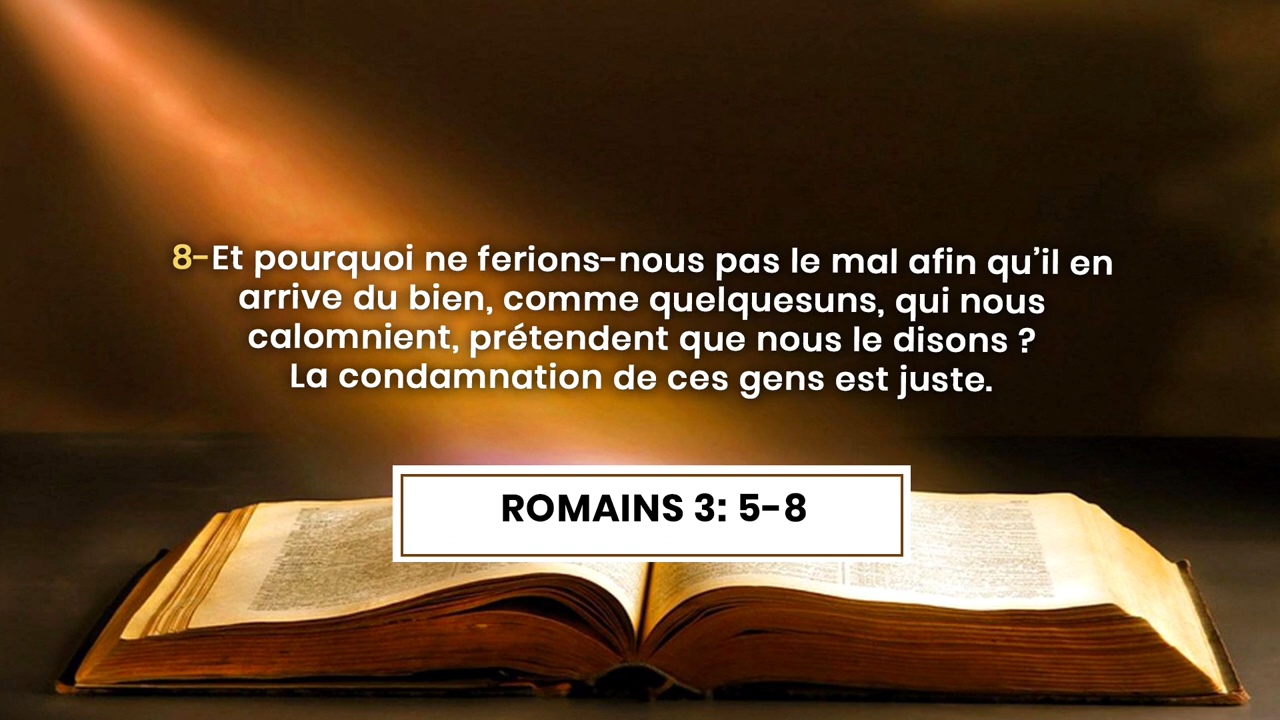 8-Et pourquoi ne ferions-nous pas le mal afin qu'il en
arrive du bien, comme quelquesuns, qui nous
calomnient, prétendent que nous le disons ?
La condamnation de ces gens est juste.
ROMAINS 3: 5-8